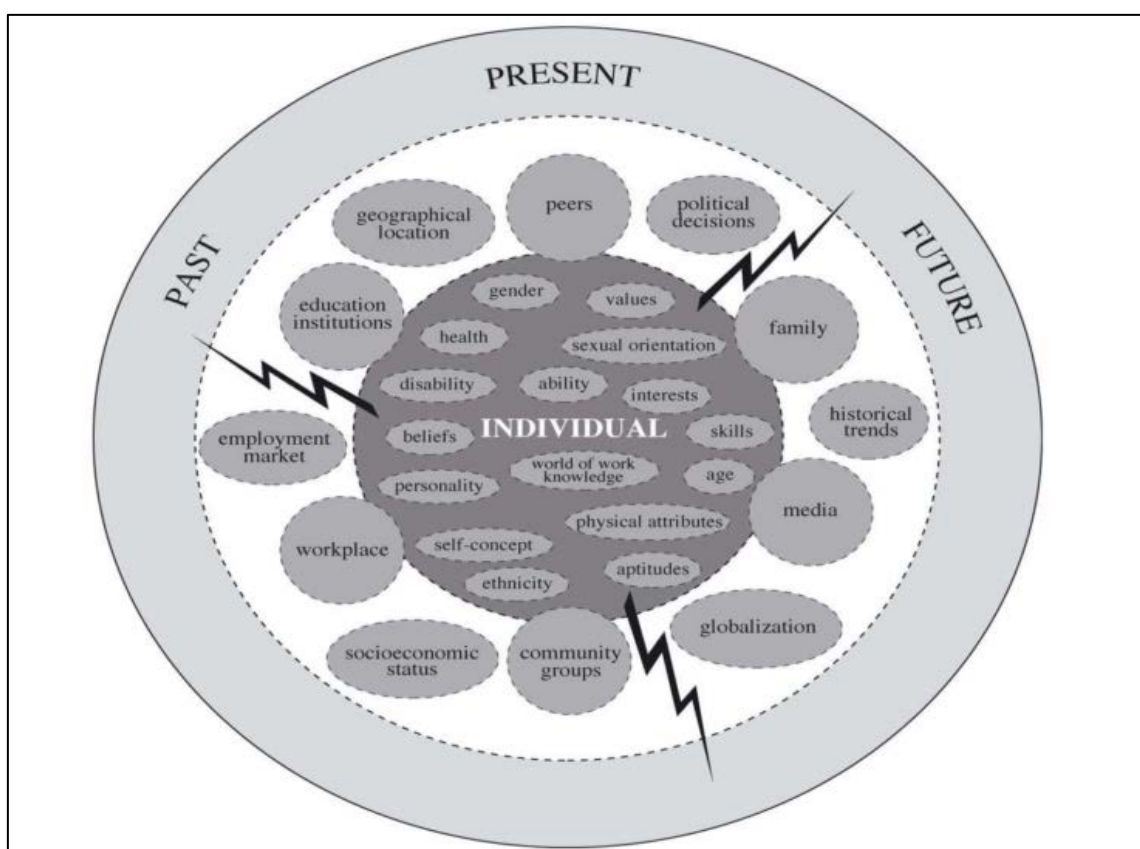 PRESENT
PAST
FUTURE
peers
political
decisions
geographical
location
education
institutions
family
historical
trends
employment
market
media
workplace
globalization
socioeconomic
status
community
groups
gender
values
health
sexual orientation
disability
ability
interests
beliefs
INDIVIDUAL
skills
world of work
knowledge
age
personality
physical attributes
self-concept
aptitudes
ethnicity